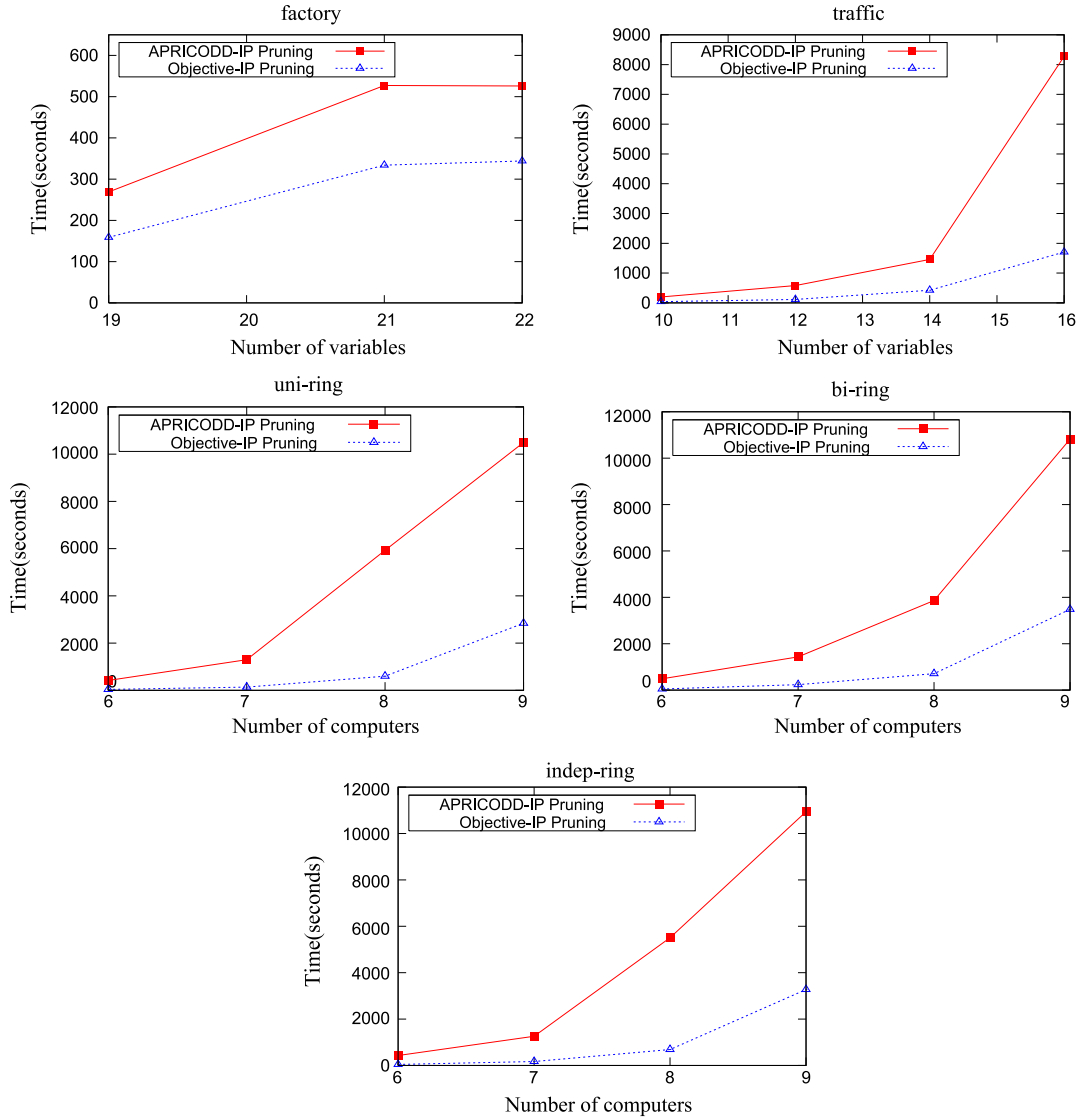 factory
600
500
400
300
200
100
0
19 20 21 22
Time(seconds)
Number of variables
APRICODD-IP Pruning
Objective-IP Pruning
traffic
9000
8000
7000
6000
5000
4000
3000
2000
1000
0
10 11 12 13 14 15 16
Time(seconds)
Number of variables
APRICODD-IP Pruning
Objective-IP Pruning
uni-ring
12000
10000
8000
6000
4000
2000
0
6 7 8 9
Time(seconds)
Number of computers
APRICODD-IP Pruning
Objective-IP Pruning
bi-ring
12000
10000
8000
6000
4000
2000
0
6 7 8 9
Time(seconds)
Number of computers
APRICODD-IP Pruning
Objective-IP Pruning
indep-ring
12000
10000
8000
6000
4000
2000
0
6 7 8 9
Time(seconds)
Number of computers
APRICODD-IP Pruning
Objective-IP Pruning